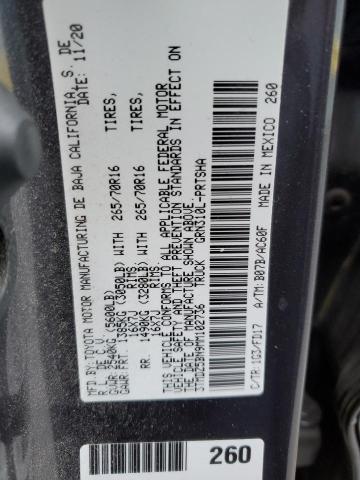 MFD.BY:TOYOTA MOTOR MANUFACTURING DE BAJA CALIFORNIA S. DE
R.L.DE C.V. DATE: 11/20
GVWR 2540KG (5600LB)
GAWR FR. 1385KG (3050LB) WITH 265/70R16 TIRES,
16X7J RIMS,
RR. 1490KG (3280LB) WITH 265/70R16 TIRES,
16X7J RIMS,
THIS VEHICLE CONFORMS TO ALL APPLICABLE FEDERAL MOTOR
VEHICLE SAFETY AND THEFT PREVENTION STANDARDS IN EFFECT ON
THE DATE OF MANUFACTURE SHOWN ABOVE.
3TMDZ5BN9MM102736 TRUCK GRN310L-PRTSHA
C/TR:1G3/FD17 A/TM: B07B/AC60F
MADE IN MEXICO 260
260